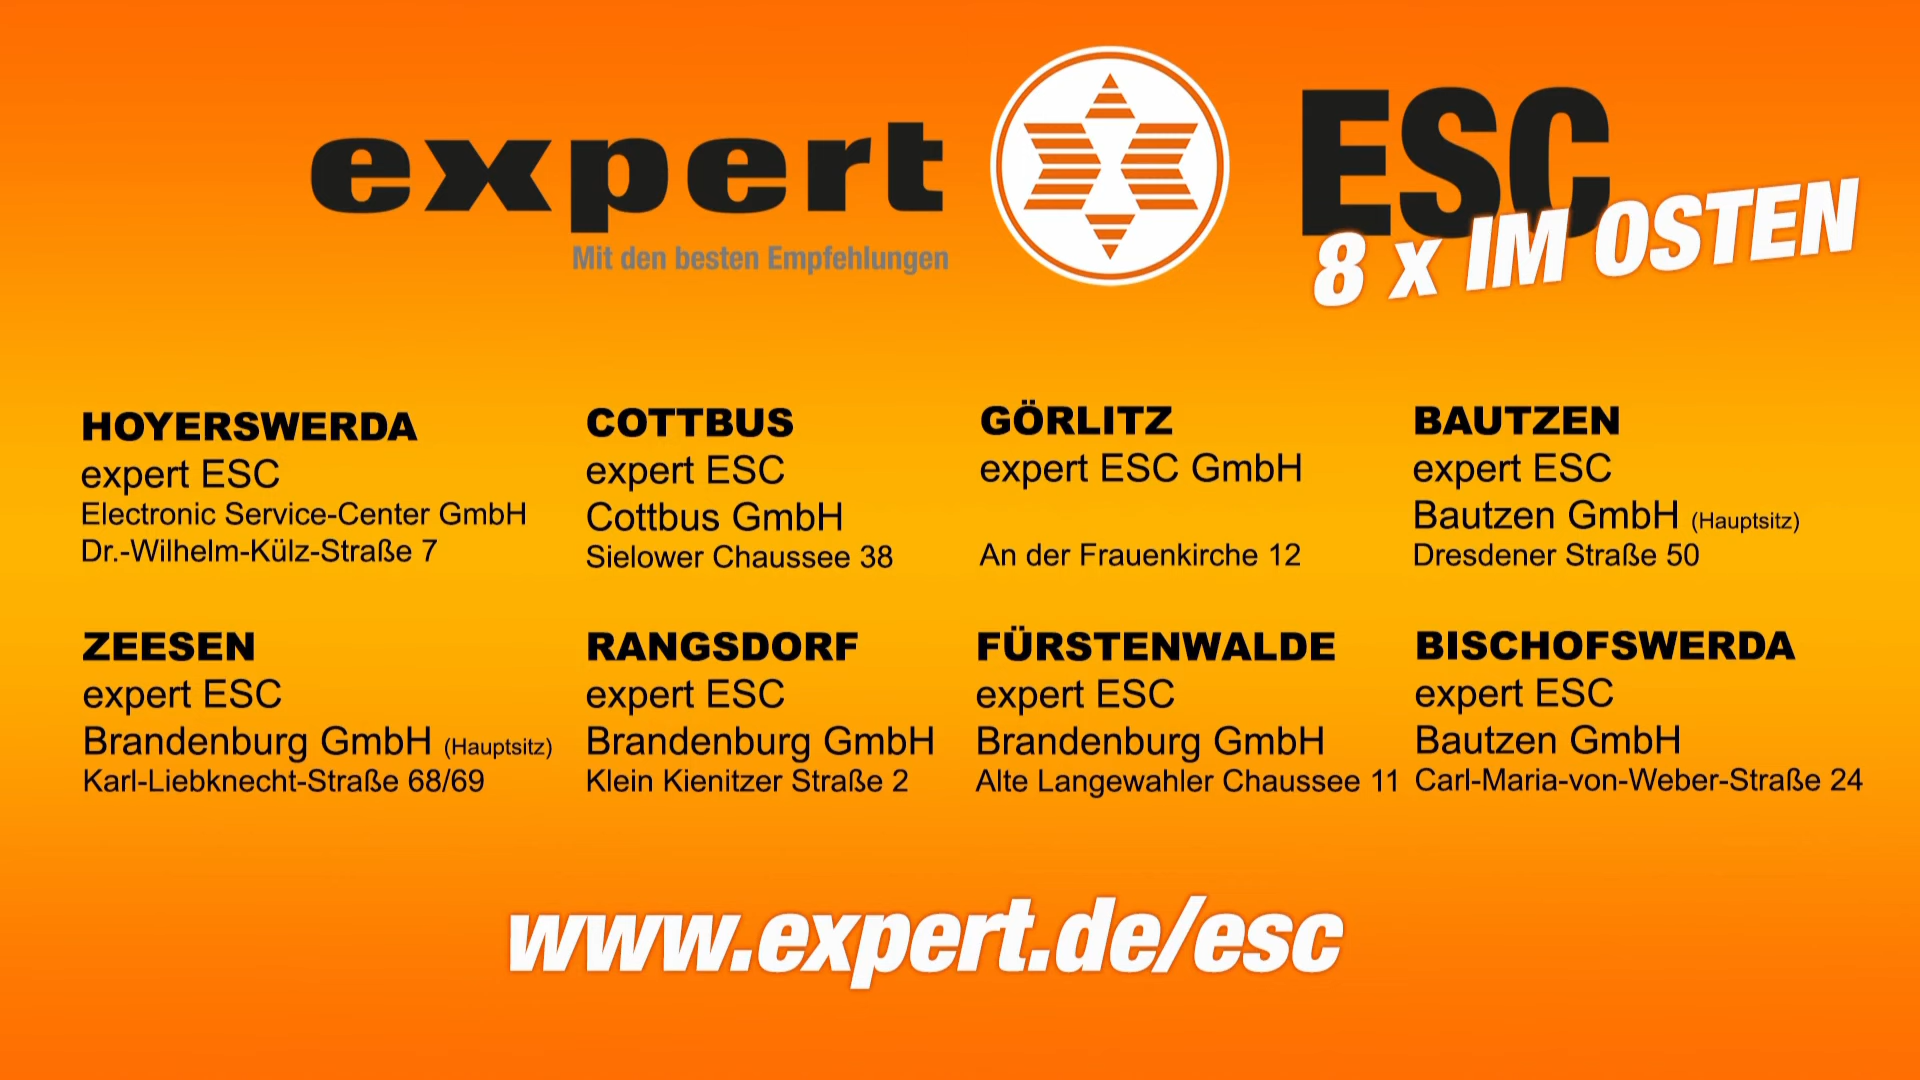 expert
Mit den besten Empfehlungen
ESC
8 x IM OSTEN
HOYERSWERDA
expert ESC
Electronic Service-Center GmbH
Dr.-Wilhelm-Külz-Straße 7
COTTBUS
expert ESC
Cottbus GmbH
Sielower Chaussee 38
GÖRLITZ
expert ESC GmbH
An der Frauenkirche 12
BAUTZEN
expert ESC
Bautzen GmbH (Hauptsitz)
Dresdener Straße 50
ZEESEN
expert ESC
Brandenburg GmbH (Hauptsitz)
Karl-Liebknecht-Straße 68/69
RANGSDORF
expert ESC
Brandenburg GmbH
Klein Kienitzer Straße 2
FÜRSTENWALDE
expert ESC
Brandenburg GmbH
Alte Langewahler Chaussee 11
BISCHOFSWERDA
expert ESC
Bautzen GmbH
Carl-Maria-von-Weber-Straße 24
www.expert.de/esc